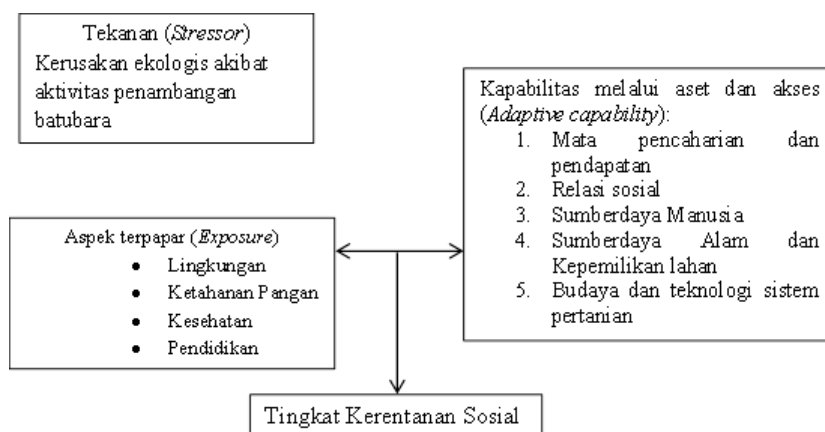 Tekanan (Stressor)
Kerusakan ekologis akibat
aktivitas penambangan
batubara
Kapabilitas melalui aset dan akses
(Adaptive capability):
1. Mata pencaharian dan
pendapatan
2. Relasi sosial
3. Sumberdaya Manusia
4. Sumberdaya Alam dan
Kepemilikan lahan
5. Budaya dan teknologi sistem
pertanian
Aspek terpapar (Exposure)
• Lingkungan
• Ketahanan Pangan
• Kesehatan
• Pendidikan
Tingkat Kerentanan Sosial